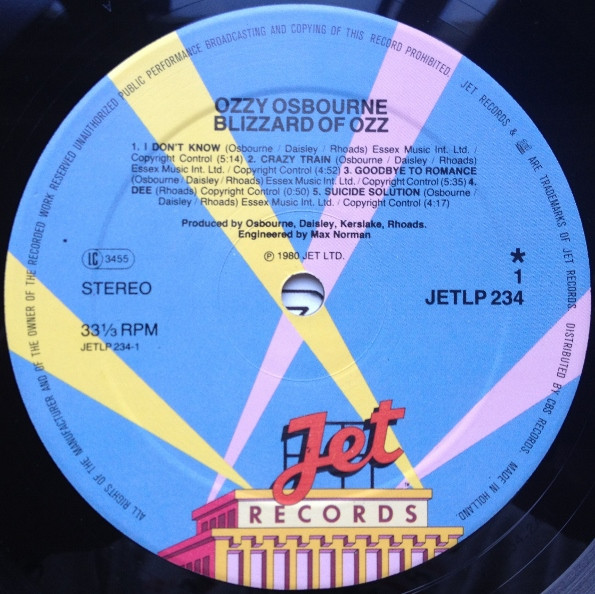 OZZY OSBOURNE
BLIZZARD OF OZZ
1. I DON'T KNOW (Osbourne / Daisley / Rhoads) Essex Music Int. Ltd. /
Copyright Control (5:14) 2. CRAZY TRAIN (Osbourne / Daisley / Rhoads)
Essex Music Int. Ltd. / Copyright Control (4:52) 3. GOODBYE TO ROMANCE
(Osbourne / Daisley / Rhoads) Essex Music Int. Ltd. / Copyright Control (5:35) 4.
DEE (Rhoads) Copyright Control (0:50) 5. SUICIDE SOLUTION (Osbourne /
Daisley / Rhoads) Essex Music Int. Ltd. / Copyright Control (4:17)
Produced by Osbourne, Daisley, Kerslake, Rhoads.
Engineered by Max Norman
℗ 1980 JET LTD.
LC 3455
STEREO
33⅓ RPM
JETLP 234-1
*
1
JETLP 234
Jet
RECORDS
ALL RIGHTS OF THE MANUFACTURER AND OF THE OWNER OF THE RECORDED WORK RESERVED UNAUTHORIZED PUBLIC PERFORMANCE BROADCASTING AND COPYING OF THIS RECORD PROHIBITED. JET RECORDS & ARE TRADEMARKS OF JET RECORDS. DISTRIBUTED BY CBS RECORDS. MADE IN HOLLAND.